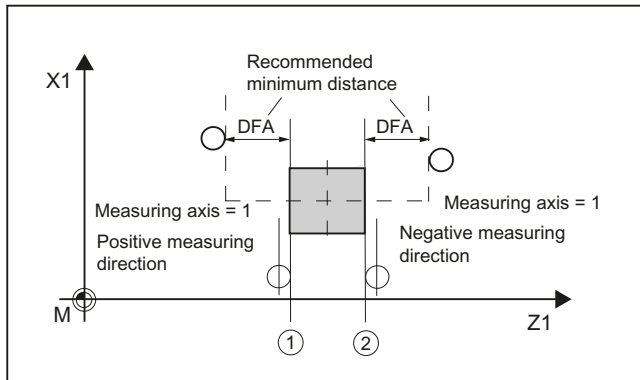 X1
Recommended
minimum distance
DFA
DFA
Measuring axis = 1
Positive measuring
direction
Measuring axis = 1
Negative measuring
direction
M
Z1
1
2